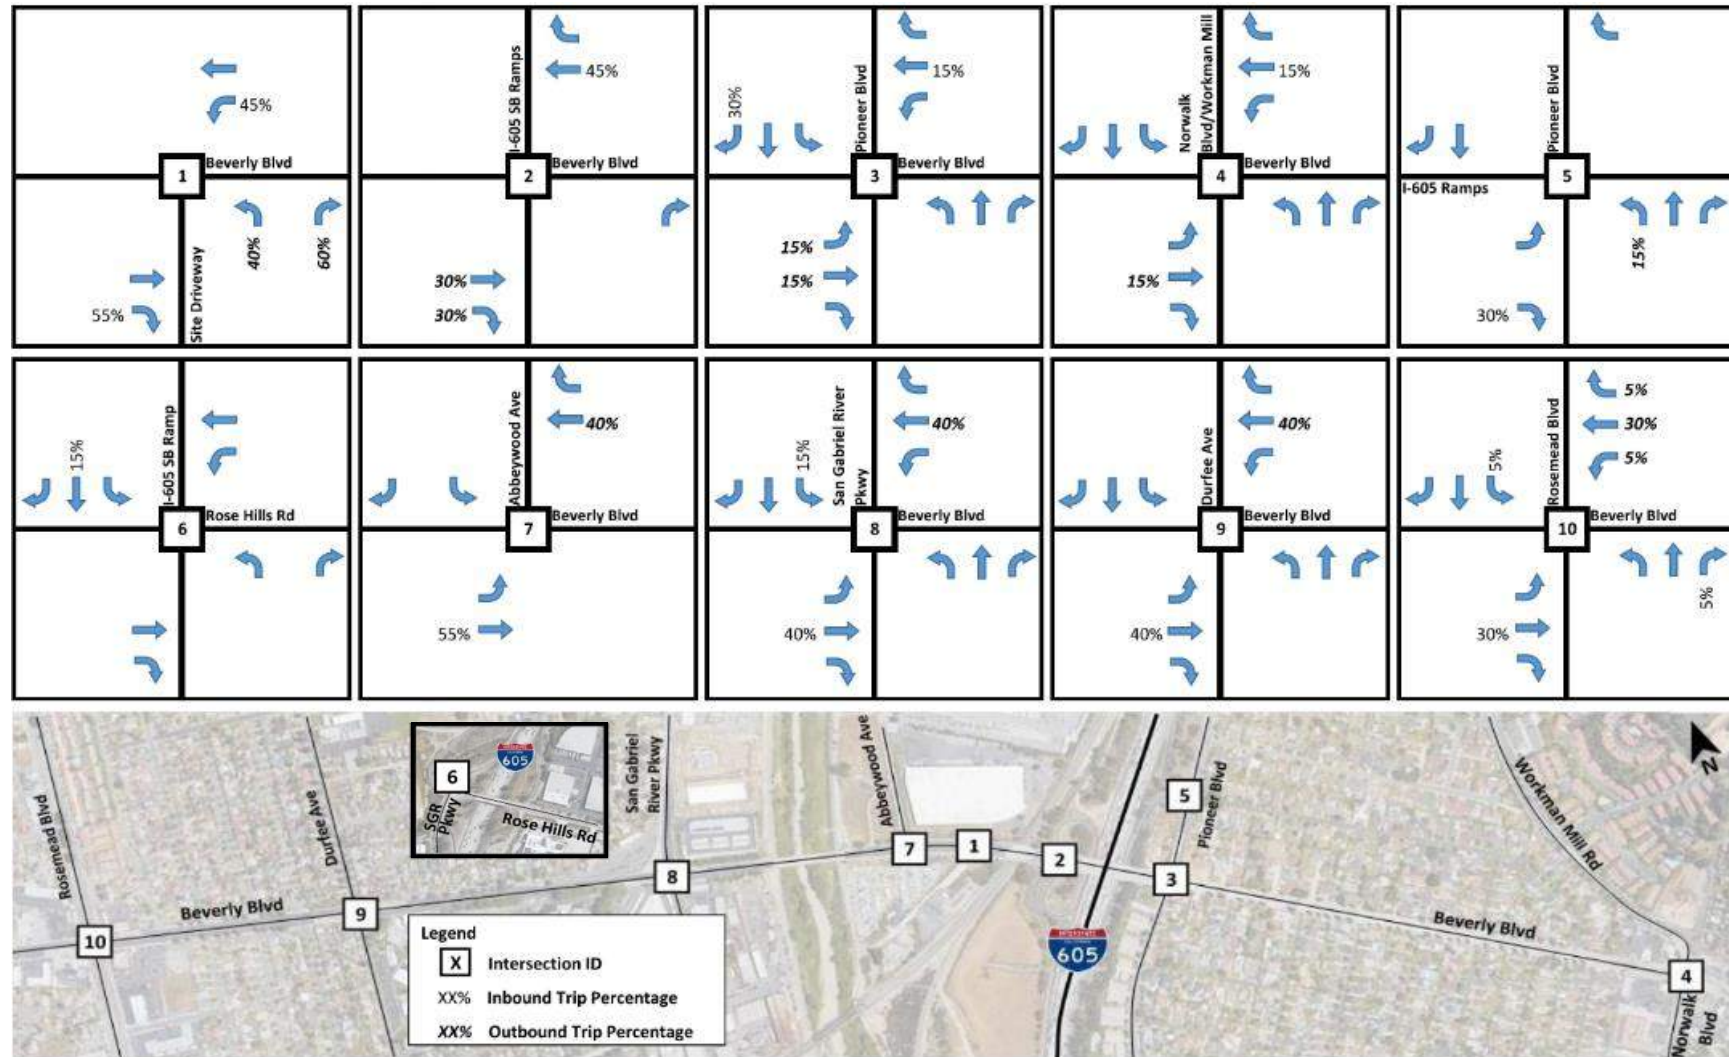 45%
Beverly Blvd
1
40%
60%
55%
Site Driveway
I-605 SB Ramps
45%
Beverly Blvd
2
30%
30%
30%
Pioneer Blvd
15%
Beverly Blvd
3
15%
15%
Norwalk
Blvd/Workman Mill
15%
Beverly Blvd
4
15%
Pioneer Blvd
I-605 Ramps
5
15%
30%
15%
I-605 SB Ramp
Rose Hills Rd
6
Abbeywood Ave
40%
Beverly Blvd
7
55%
15%
San Gabriel River
Pkwy
40%
Beverly Blvd
8
40%
Durfee Ave
40%
Beverly Blvd
9
40%
5%
Rosemead Blvd
5%
30%
5%
Beverly Blvd
10
5%
30%
Rosemead Blvd
Durfee Ave
6
605
SGR
Pkwy
Rose Hills Rd
San Gabriel
River Pkwy
Abbeywood Ave
5
Pioneer Blvd
Workman Mill Rd
N
7
1
2
3
8
9
10
4
Beverly Blvd
Beverly Blvd
INTERSTATE
CALIFORNIA
605
Norwalk
Blvd
Legend
X Intersection ID
XX% Inbound Trip Percentage
XX% Outbound Trip Percentage